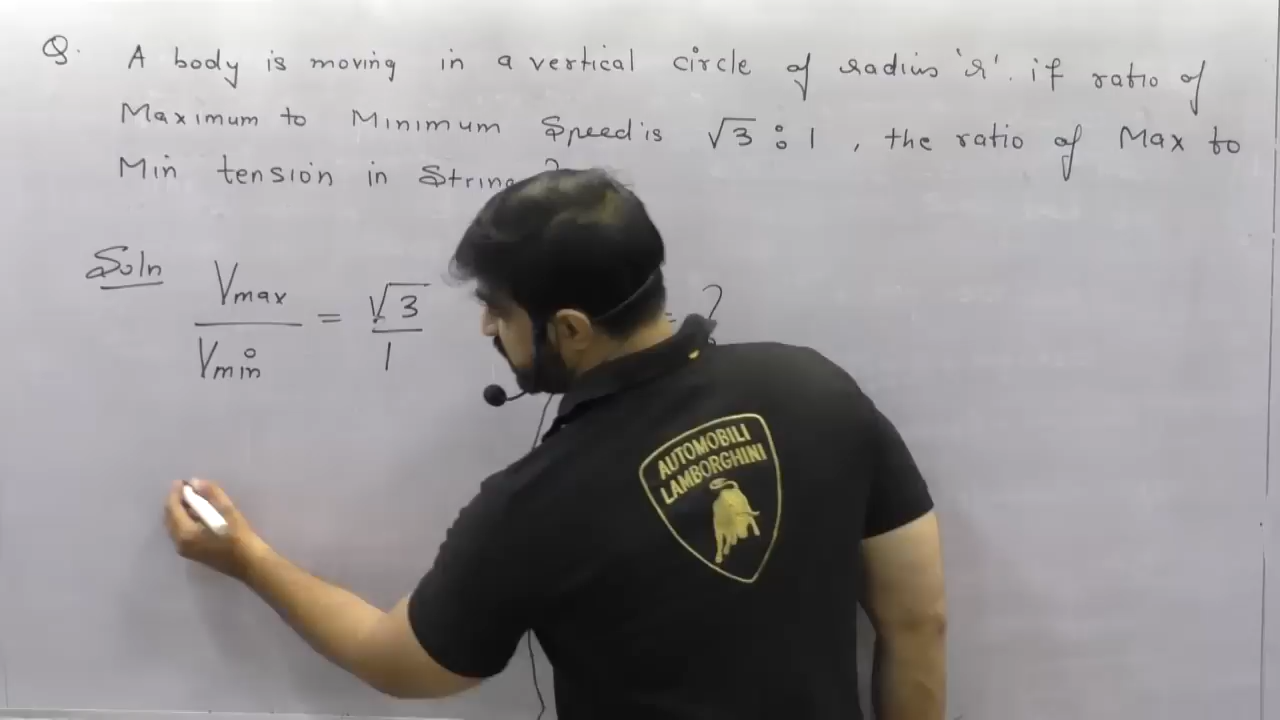 Q. A body is moving in a vertical circle of radius 'r'. if ratio of
Maximum to Minimum Speed is √3 : 1 , the ratio of Max to
Min tension in
Soln Vmax / Vmin = √3 / 1 = ?
AUTOMOBILI
LAMBORGHINI